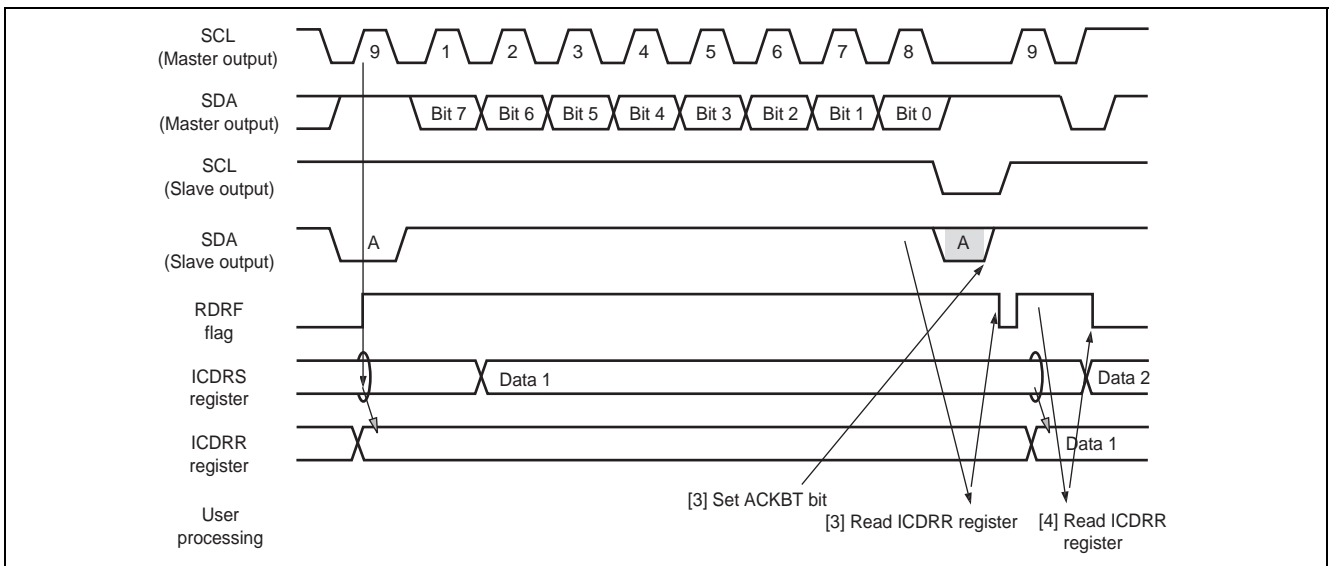 SCL
(Master output)
9 1 2 3 4 5 6 7 8 9
SDA
(Master output)
Bit 7 Bit 6 Bit 5 Bit 4 Bit 3 Bit 2 Bit 1 Bit 0
SCL
(Slave output)
SDA
(Slave output)
A A
RDRF
flag
ICDRS
register
Data 1 Data 2
ICDRR
register
Data 1
User
processing
[3] Set ACKBT bit
[3] Read ICDRR register
[4] Read ICDRR
register